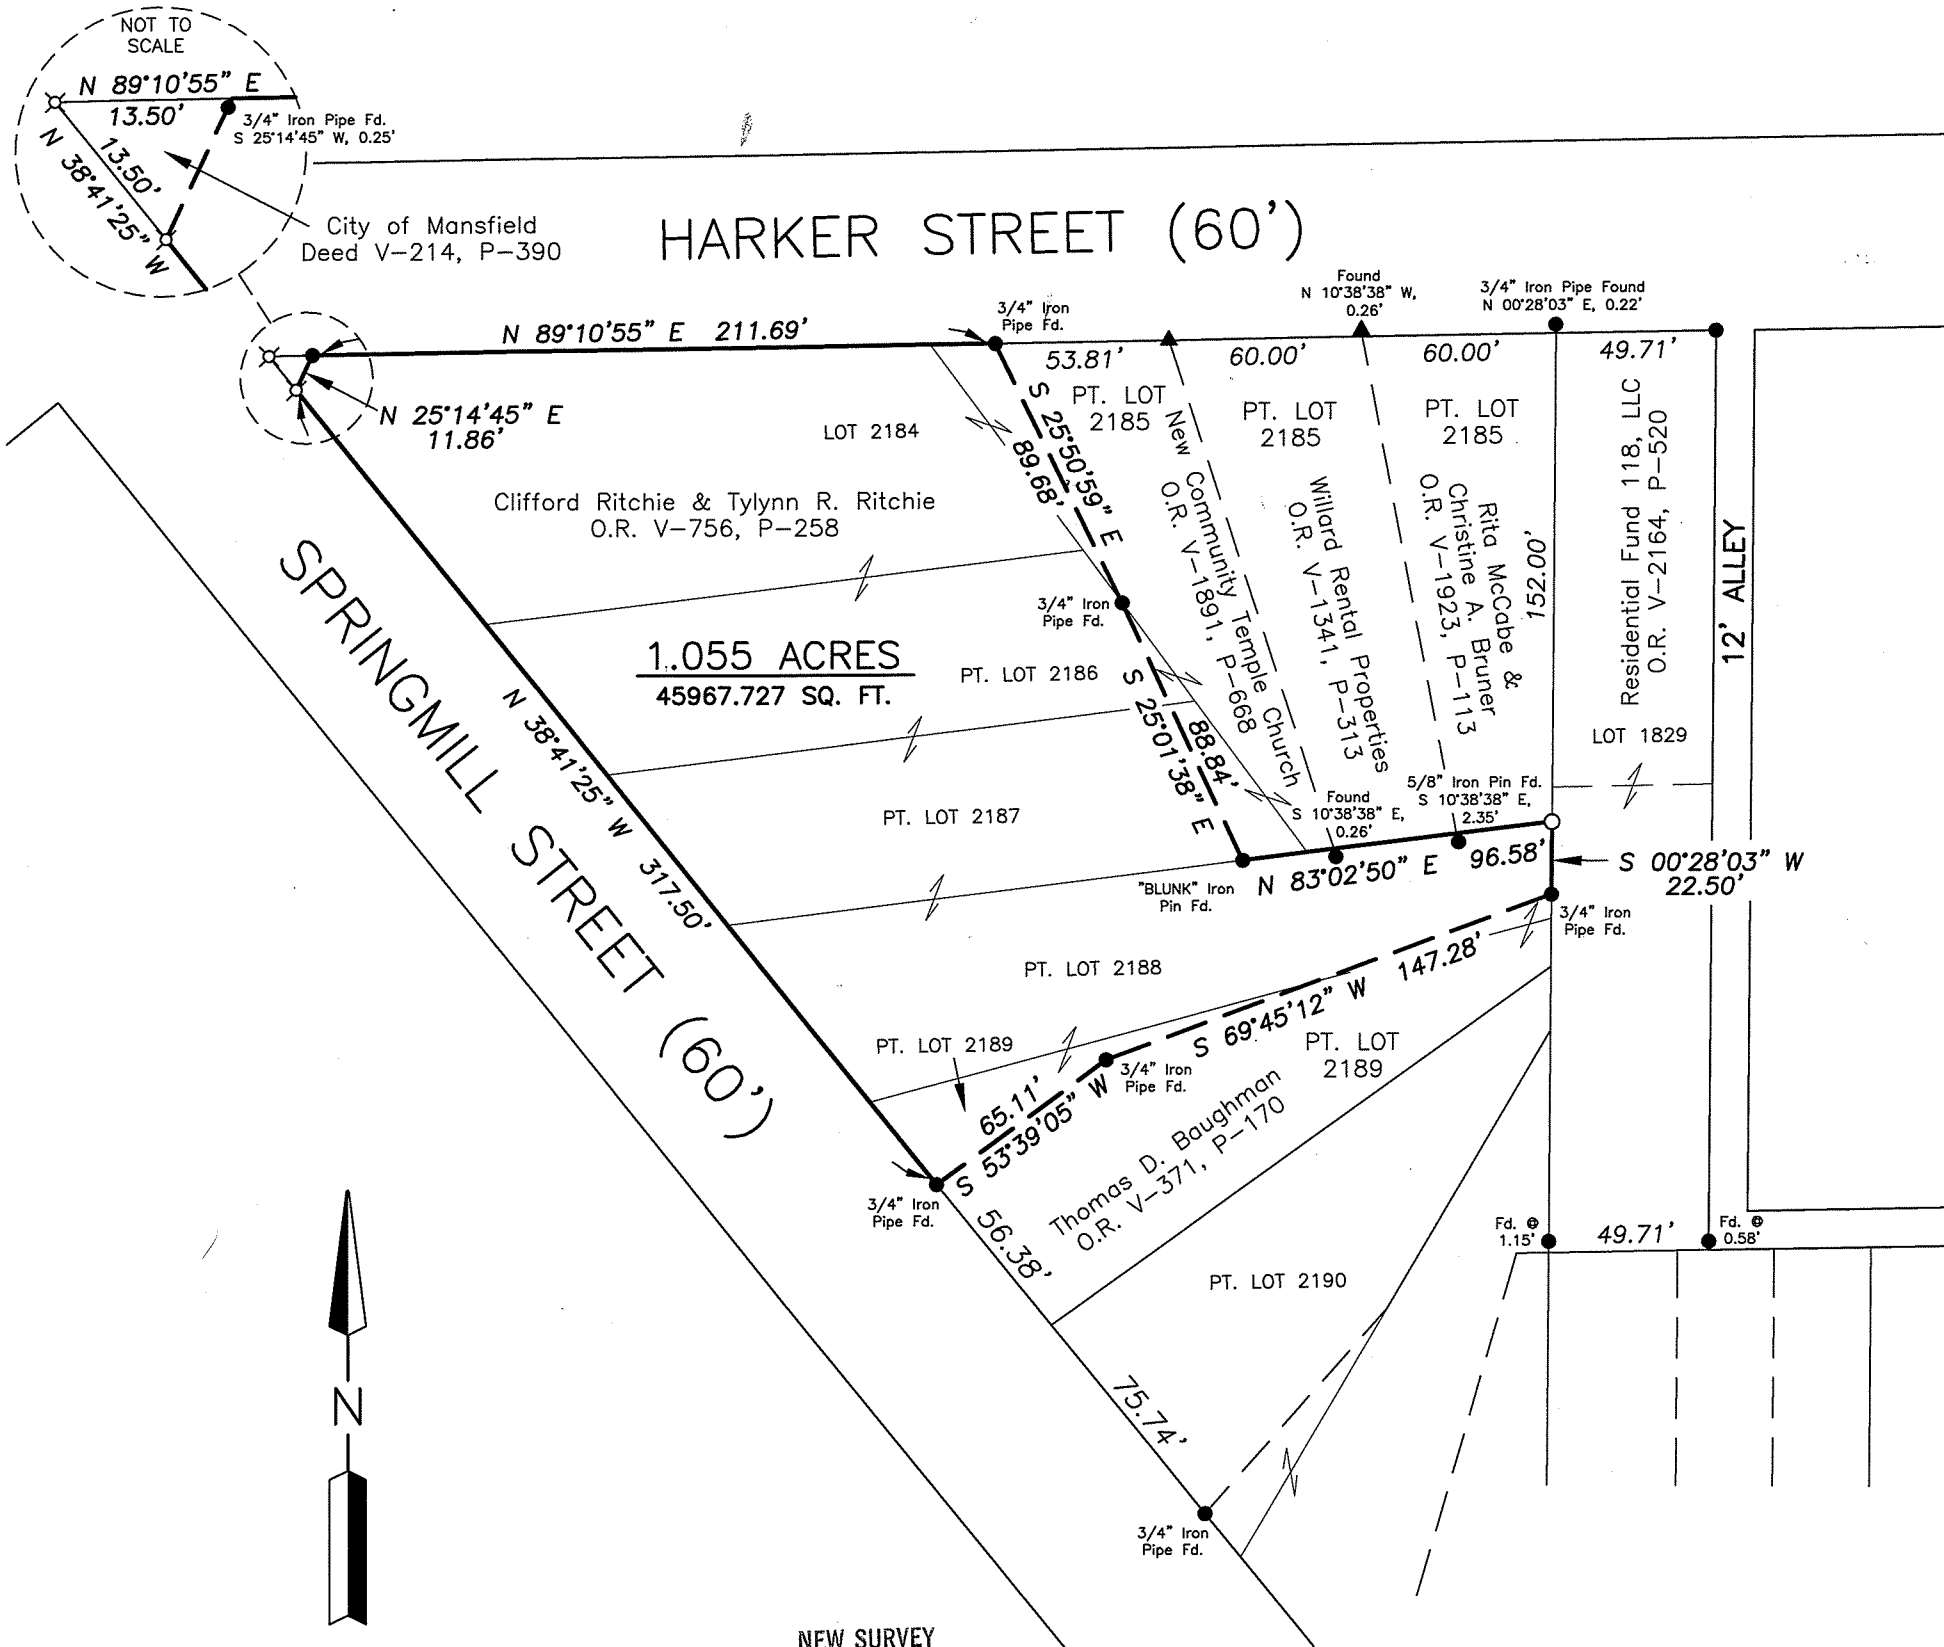 NOT TO
SCALE
N 89°10'55" E
13.50'
3/4" Iron Pipe Fd.
S 25°14'45" W, 0.25'
13.50'
N 38°41'25" W
City of Mansfield
Deed V-214, P-390
HARKER STREET (60')
Found
N 10°38'38" W,
0.26'
3/4" Iron Pipe Found
N 00°28'03" E, 0.22'
3/4" Iron
Pipe Fd.
N 89°10'55" E 211.69'
53.81'
60.00'
60.00'
49.71'
N 25°14'45" E
11.86'
LOT 2184
S 25°50'59" E
89.68'
PT. LOT
2185
PT. LOT
2185
PT. LOT
2185
Clifford Ritchie & Tylynn R. Ritchie
O.R. V-756, P-258
New Community Temple Church
O.R. V-1891, P-668
Willard Rental Properties
O.R. V-1341, P-313
Rita McCabe &
Christine A. Bruner
O.R. V-1923, P-113
152.00'
Residential Fund 118, LLC
O.R. V-2164, P-520
12' ALLEY
SPRINGMILL STREET (60')
3/4" Iron
Pipe Fd.
1.055 ACRES
45967.727 SQ. FT.
PT. LOT 2186
N 38°41'25" W 317.50'
S 25°01'38" E
88.84'
LOT 1829
PT. LOT 2187
Found
S 10°38'38" E,
0.26'
5/8" Iron Pin Fd.
S 10°38'38" E,
2.35'
"BLUNK" Iron
Pin Fd.
N 83°02'50" E 96.58'
S 00°28'03" W
22.50'
3/4" Iron
Pipe Fd.
PT. LOT 2188
S 69°45'12" W 147.28'
PT. LOT 2189
3/4" Iron
Pipe Fd.
PT. LOT
2189
65.11'
S 53°39'05" W
Thomas D. Baughman
O.R. V-371, P-170
3/4" Iron
Pipe Fd.
56.38'
Fd. @
1.15'
49.71'
Fd. @
0.58'
PT. LOT 2190
75.74'
N
3/4" Iron
Pipe Fd.
NEW SURVEY